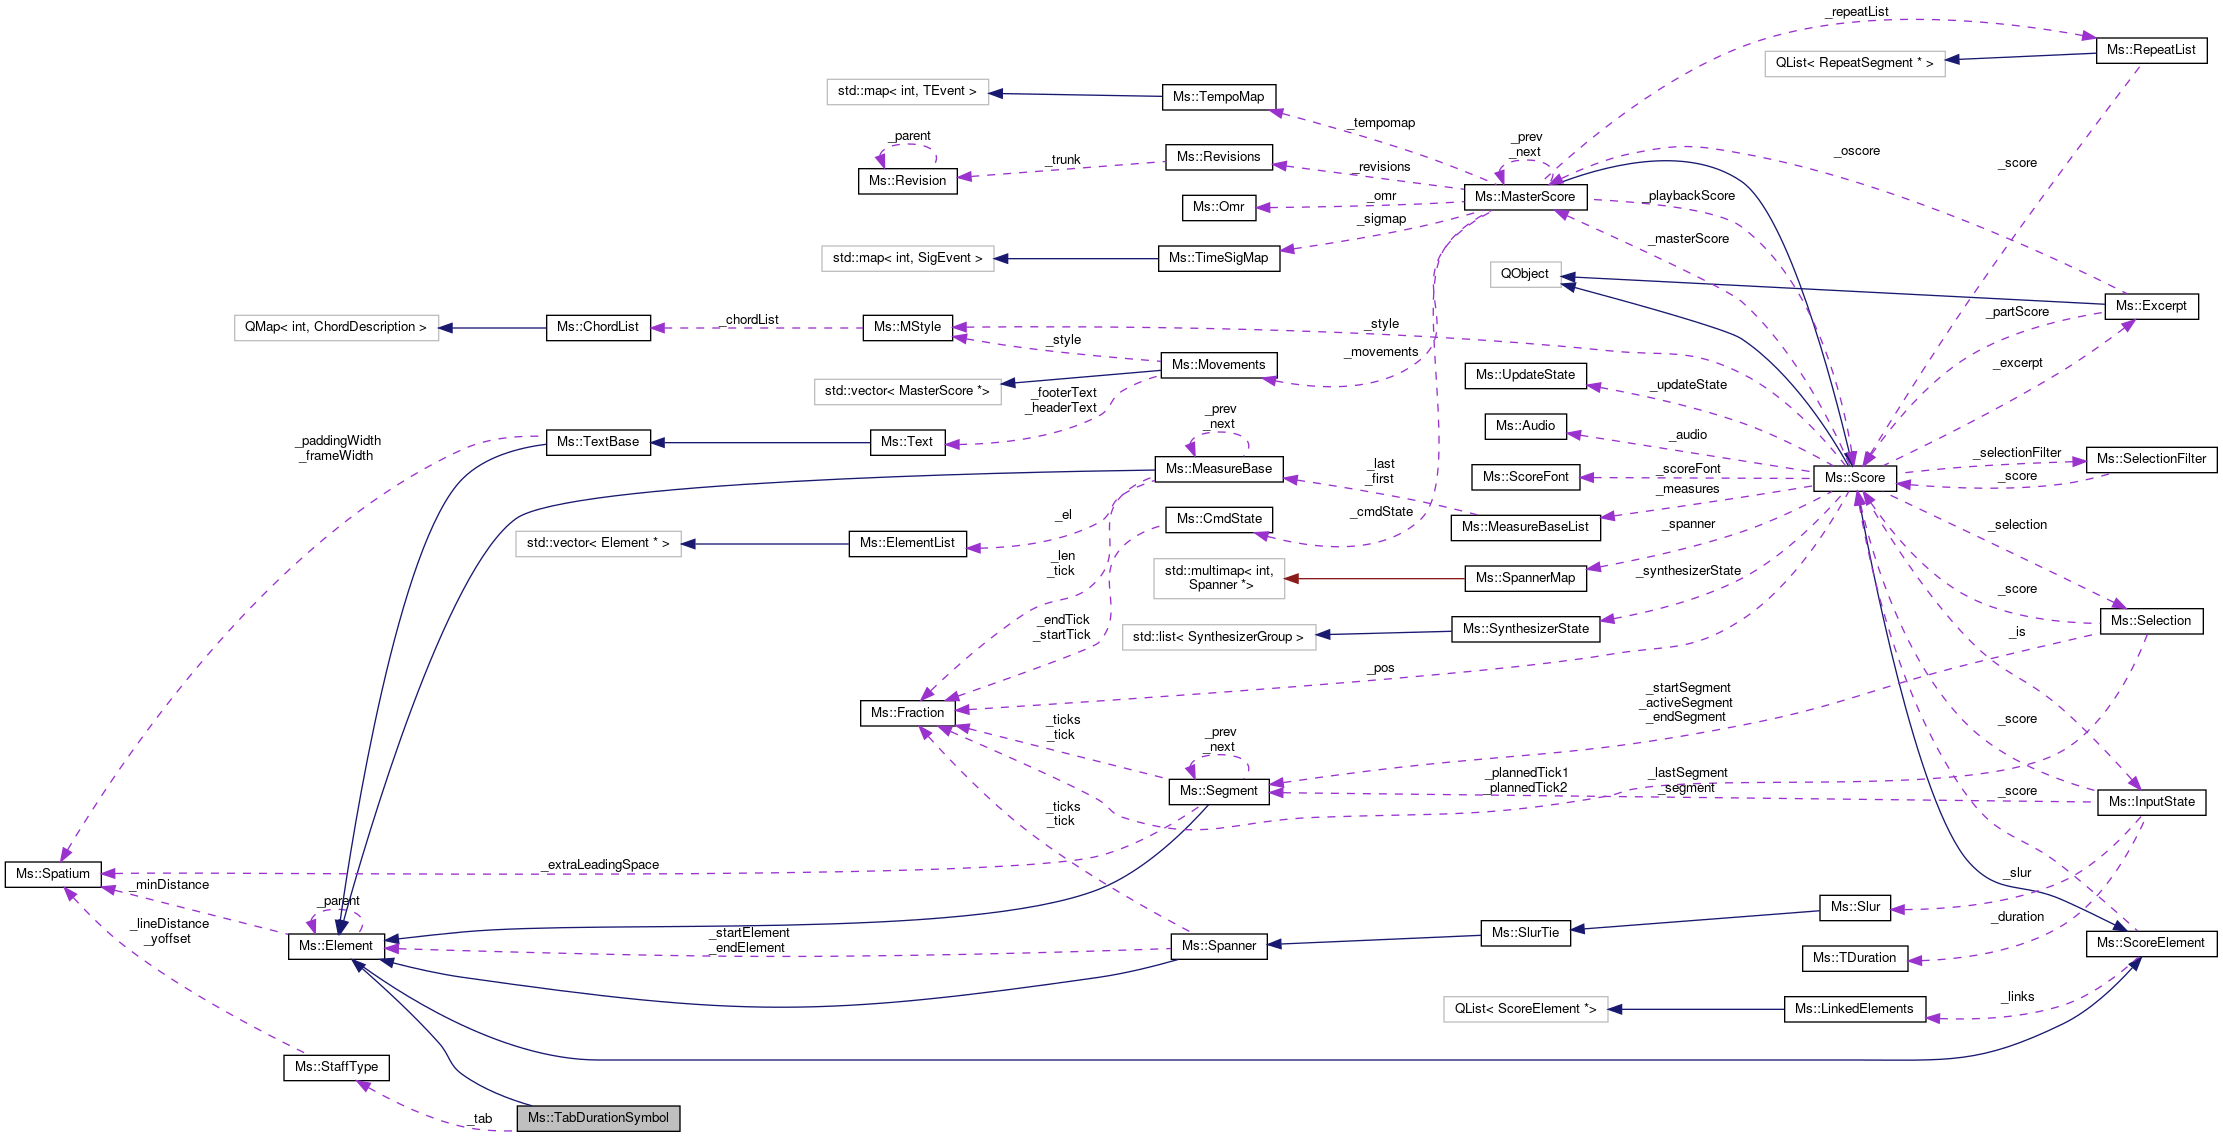 _repeatList
Ms::RepeatList
QList< RepeatSegment * >
std::map< int, TEvent >
Ms::TempoMap
_tempomap
_parent
_prev
_next
_oscore
Ms::Revisions
_trunk
_revisions
_score
Ms::Revision
Ms::MasterScore
_playbackScore
_omr
Ms::Omr
_sigmap
_masterScore
std::map< int, SigEvent >
Ms::TimeSigMap
QObject
Ms::Excerpt
_partScore
QMap< int, ChordDescription >
Ms::ChordList
_chordList
Ms::MStyle
_style
_style
_movements
_excerpt
Ms::Movements
Ms::UpdateState
_updateState
std::vector< MasterScore *>
_footerText
_headerText
_prev
_next
Ms::Audio
_audio
_paddingWidth
_frameWidth
Ms::TextBase
Ms::Text
_selectionFilter
Ms::SelectionFilter
Ms::MeasureBase
_last
_first
_scoreFont
Ms::ScoreFont
Ms::Score
_score
_measures
_el
Ms::CmdState
_cmdState
Ms::MeasureBaseList
_spanner
_selection
std::vector< Element * >
Ms::ElementList
_len
_tick
std::multimap< int,
Spanner *>
Ms::SpannerMap
_synthesizerState
_score
_endTick
_startTick
std::list< SynthesizerGroup >
Ms::SynthesizerState
Ms::Selection
_is
_pos
_startSegment
_activeSegment
_endSegment
Ms::Fraction
_ticks
_tick
_prev
_next
_score
_plannedTick1
_plannedTick2
_lastSegment
_segment
Ms::Segment
_score
Ms::InputState
_ticks
_tick
_extraLeadingSpace
Ms::Spatium
_minDistance
_slur
_parent
Ms::Slur
_lineDistance
_yoffset
_duration
Ms::Element
_startElement
_endElement
Ms::Spanner
Ms::SlurTie
Ms::ScoreElement
Ms::TDuration
_links
QList< ScoreElement *>
Ms::LinkedElements
Ms::StaffType
_tab
Ms::TabDurationSymbol